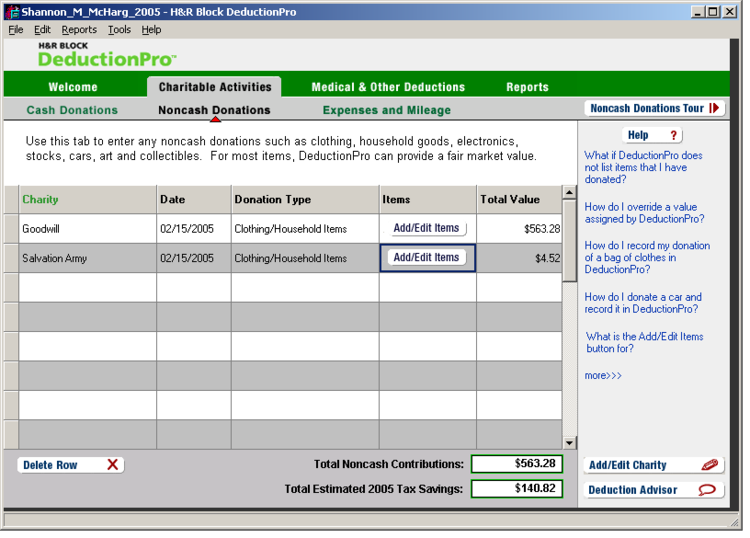 Shannon_M_McHarg_2005 - H&R Block DeductionPro
File Edit Reports Tools Help
H&R BLOCK
DeductionPro™
Welcome Charitable Activities Medical & Other Deductions Reports
Cash Donations Noncash Donations Expenses and Mileage Noncash Donations Tour
Use this tab to enter any noncash donations such as clothing, household goods, electronics,
stocks, cars, art and collectibles. For most items, DeductionPro can provide a fair market value.
Charity Date Donation Type Items Total Value
Goodwill 02/15/2005 Clothing/Household Items Add/Edit Items $563.28
Salvation Army 02/15/2005 Clothing/Household Items Add/Edit Items $4.52
Delete Row X
Total Noncash Contributions: $563.28
Total Estimated 2005 Tax Savings: $140.82
Help ?
What if DeductionPro does
not list items that I have
donated?
How do I override a value
assigned by DeductionPro?
How do I record my donation
of a bag of clothes in
DeductionPro?
How do I donate a car and
record it in DeductionPro?
What is the Add/Edit Items
button for?
more>>>
Add/Edit Charity
Deduction Advisor